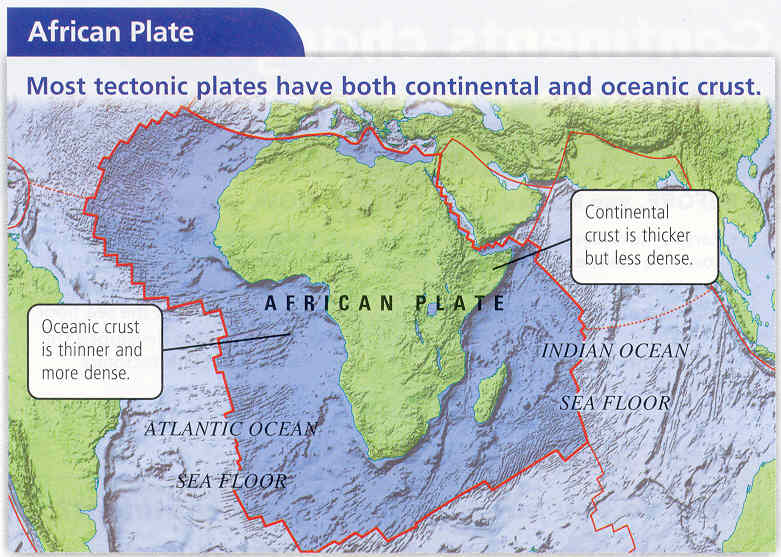 African Plate
Most tectonic plates have both continental and oceanic crust.
Continental
crust is thicker
but less dense.
AFRICAN PLATE
Oceanic crust
is thinner and
more dense.
INDIAN OCEAN
SEA FLOOR
ATLANTIC OCEAN
SEA FLOOR